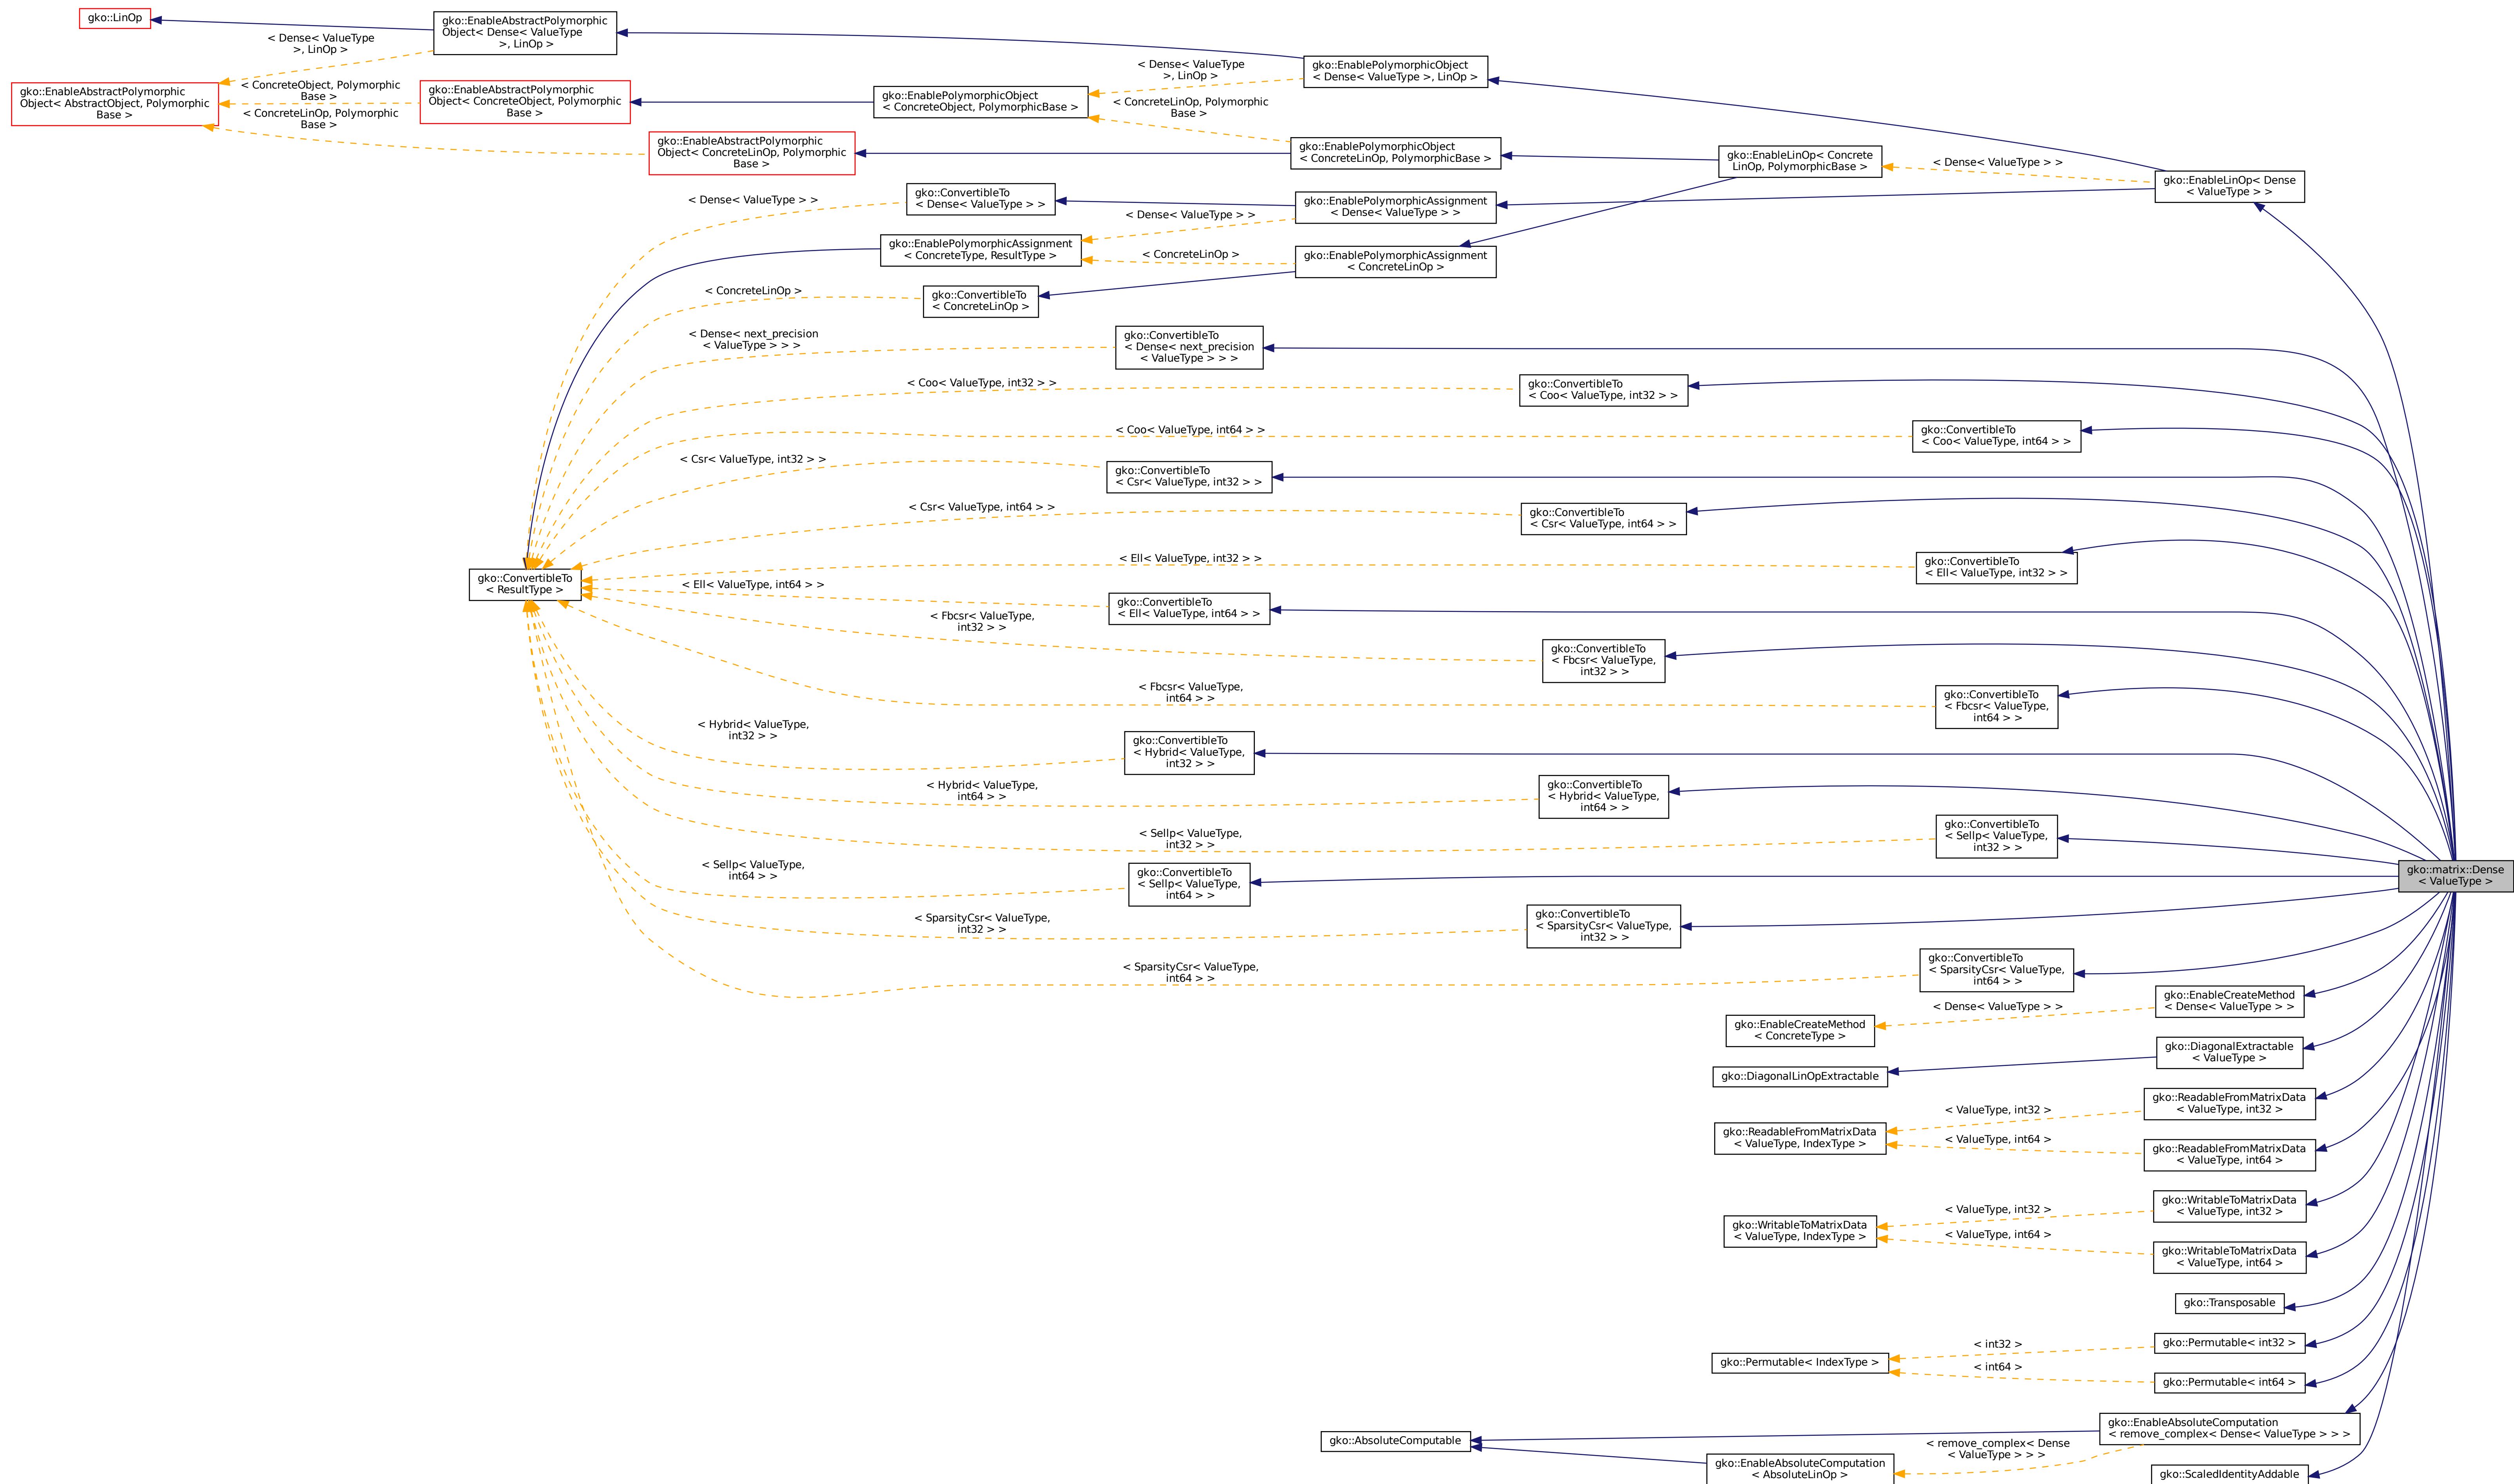 gko::LinOp
gko::EnableAbstractPolymorphic
Object< Dense< ValueType
>, LinOp >
< Dense< ValueType
>, LinOp >
gko::EnableAbstractPolymorphic
Object< AbstractObject, Polymorphic
Base >
< ConcreteObject, Polymorphic
Base >
gko::EnableAbstractPolymorphic
Object< ConcreteObject, Polymorphic
Base >
< ConcreteLinOp, Polymorphic
Base >
gko::EnablePolymorphicObject
< ConcreteObject, PolymorphicBase >
< Dense< ValueType
>, LinOp >
gko::EnablePolymorphicObject
< Dense< ValueType >, LinOp >
< ConcreteLinOp, Polymorphic
Base >
gko::EnableAbstractPolymorphic
Object< ConcreteLinOp, Polymorphic
Base >
gko::EnablePolymorphicObject
< ConcreteLinOp, PolymorphicBase >
gko::EnableLinOp< Concrete
LinOp, PolymorphicBase >
< Dense< ValueType > >
gko::EnableLinOp< Dense
< ValueType > >
< Dense< ValueType > >
gko::ConvertibleTo
< Dense< ValueType > >
< Dense< ValueType > >
gko::EnablePolymorphicAssignment
< Dense< ValueType > >
gko::EnablePolymorphicAssignment
< ConcreteType, ResultType >
< ConcreteLinOp >
gko::EnablePolymorphicAssignment
< ConcreteLinOp >
< ConcreteLinOp >
gko::ConvertibleTo
< ConcreteLinOp >
< Dense< next_precision
< ValueType > > >
gko::ConvertibleTo
< Dense< next_precision
< ValueType > > >
< Coo< ValueType, int32 > >
gko::ConvertibleTo
< Coo< ValueType, int32 > >
< Coo< ValueType, int64 > >
gko::ConvertibleTo
< Coo< ValueType, int64 > >
< Csr< ValueType, int32 > >
gko::ConvertibleTo
< Csr< ValueType, int32 > >
< Csr< ValueType, int64 > >
gko::ConvertibleTo
< Csr< ValueType, int64 > >
gko::ConvertibleTo
< ResultType >
< Ell< ValueType, int32 > >
gko::ConvertibleTo
< Ell< ValueType, int32 > >
< Ell< ValueType, int64 > >
gko::ConvertibleTo
< Ell< ValueType, int64 > >
< Fbcsr< ValueType,
int32 > >
gko::ConvertibleTo
< Fbcsr< ValueType,
int32 > >
< Fbcsr< ValueType,
int64 > >
gko::ConvertibleTo
< Fbcsr< ValueType,
int64 > >
< Hybrid< ValueType,
int32 > >
gko::ConvertibleTo
< Hybrid< ValueType,
int32 > >
< Hybrid< ValueType,
int64 > >
gko::ConvertibleTo
< Hybrid< ValueType,
int64 > >
< Sellp< ValueType,
int32 > >
gko::ConvertibleTo
< Sellp< ValueType,
int32 > >
< Sellp< ValueType,
int64 > >
gko::ConvertibleTo
< Sellp< ValueType,
int64 > >
gko::matrix::Dense
< ValueType >
< SparsityCsr< ValueType,
int32 > >
gko::ConvertibleTo
< SparsityCsr< ValueType,
int32 > >
< SparsityCsr< ValueType,
int64 > >
gko::ConvertibleTo
< SparsityCsr< ValueType,
int64 > >
gko::EnableCreateMethod
< ConcreteType >
< Dense< ValueType > >
gko::EnableCreateMethod
< Dense< ValueType > >
gko::DiagonalLinOpExtractable
gko::DiagonalExtractable
< ValueType >
gko::ReadableFromMatrixData
< ValueType, IndexType >
< ValueType, int32 >
gko::ReadableFromMatrixData
< ValueType, int32 >
< ValueType, int64 >
gko::ReadableFromMatrixData
< ValueType, int64 >
gko::WritableToMatrixData
< ValueType, IndexType >
< ValueType, int32 >
gko::WritableToMatrixData
< ValueType, int32 >
< ValueType, int64 >
gko::WritableToMatrixData
< ValueType, int64 >
gko::Transposable
gko::Permutable< IndexType >
< int32 >
gko::Permutable< int32 >
< int64 >
gko::Permutable< int64 >
gko::AbsoluteComputable
gko::EnableAbsoluteComputation
< remove_complex< Dense< ValueType > > >
gko::EnableAbsoluteComputation
< AbsoluteLinOp >
< remove_complex< Dense
< ValueType > > >
gko::ScaledIdentityAddable